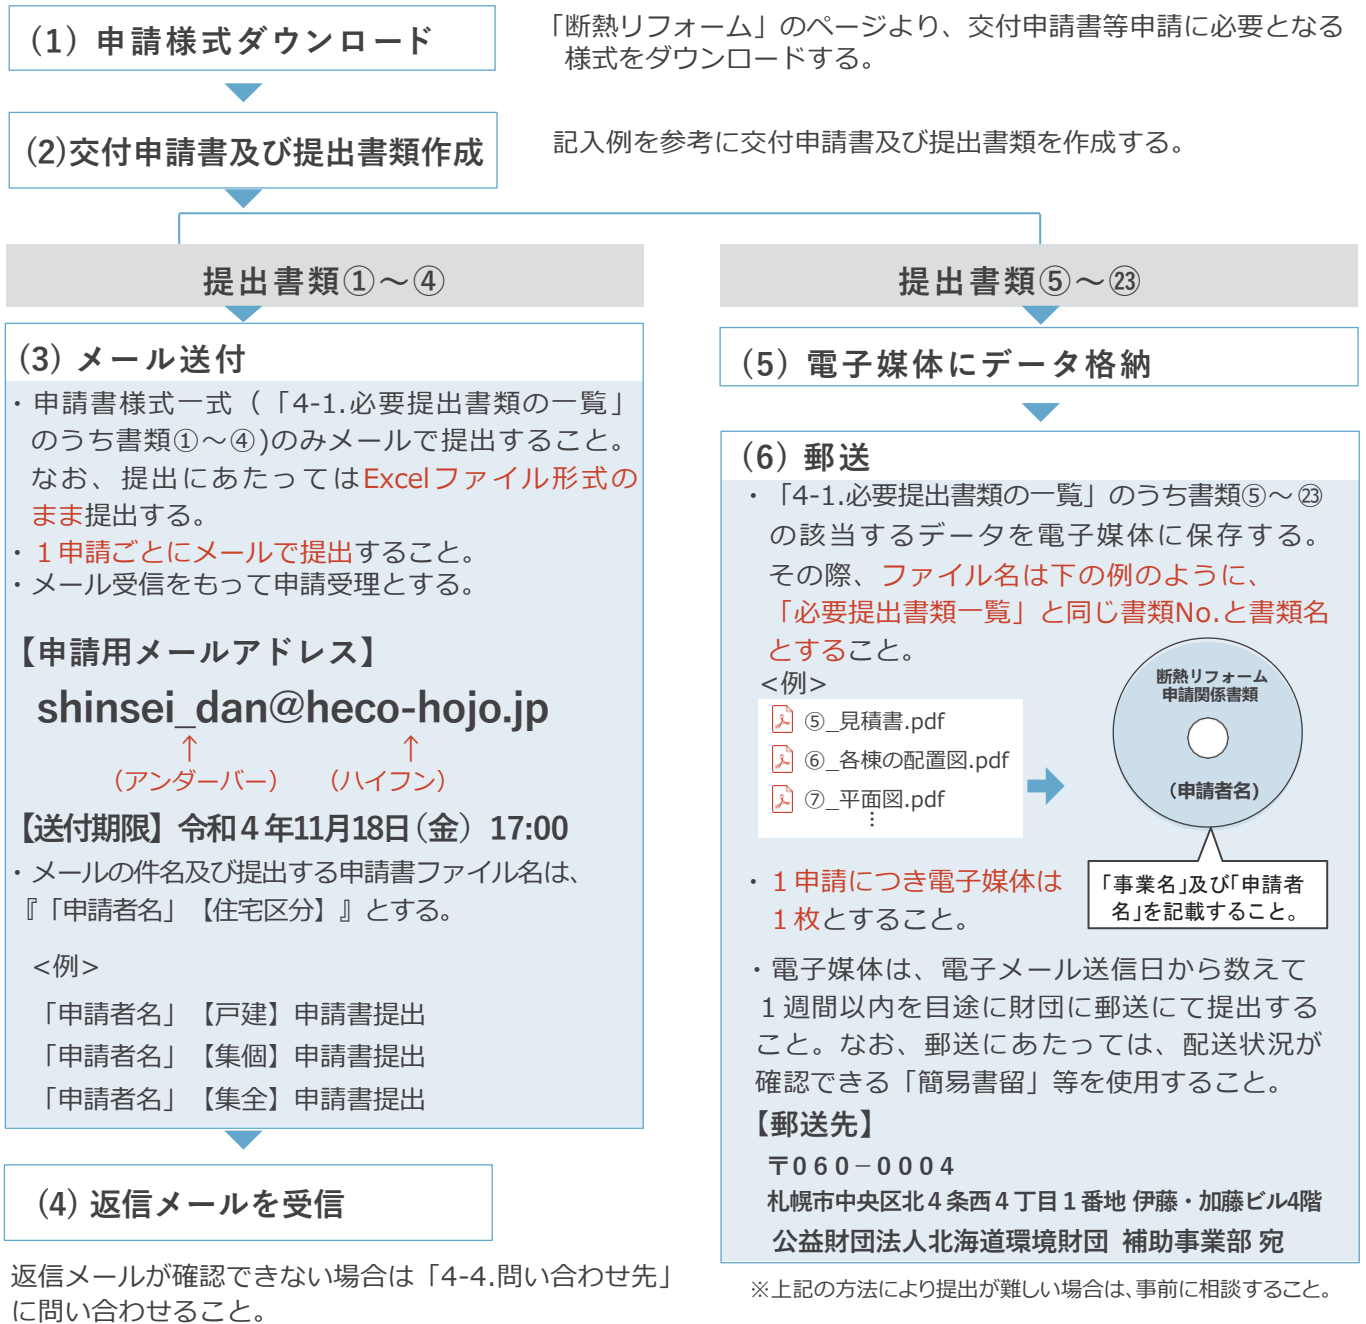 (1) 申請様式ダウンロード
「断熱リフォーム」のページより、交付申請書等申請に必要となる
様式をダウンロードする。
(2)交付申請書及び提出書類作成
記入例を参考に交付申請書及び提出書類を作成する。
提出書類①～④
(3) メール送付
・申請書様式一式（「4-1.必要提出書類の一覧」
のうち書類①～④)のみメールで提出すること。
なお、提出にあたってはExcelファイル形式の
まま提出する。
・１申請ごとにメールで提出すること。
・メール受信をもって申請受理とする。
【申請用メールアドレス】
shinsei_dan@heco-hojo.jp
↑ ↑
（アンダーバー） （ハイフン）
【送付期限】令和４年11月18日（金）17:00
・メールの件名及び提出する申請書ファイル名は、
『「申請者名」【住宅区分】』とする。
<例>
「申請者名」【戸建】申請書提出
「申請者名」【集個】申請書提出
「申請者名」【集全】申請書提出
(4) 返信メールを受信
返信メールが確認できない場合は「4-4.問い合わせ先」
に問い合わせること。
提出書類⑤～㉓
(5) 電子媒体にデータ格納
(6) 郵送
・「4-1.必要提出書類の一覧」のうち書類⑤～㉓
の該当するデータを電子媒体に保存する。
その際、ファイル名は下の例のように、
「必要提出書類一覧」と同じ書類No.と書類名
とすること。
<例>
⑤_見積書.pdf
⑥_各棟の配置図.pdf
⑦_平面図.pdf
⋮
断熱リフォーム
申請関係書類
（申請者名)
「事業名」及び「申請者
名」を記載すること。
・１申請につき電子媒体は
１枚とすること。
・電子媒体は、電子メール送信日から数えて
１週間以内を目途に財団に郵送にて提出する
こと。なお、郵送にあたっては、配送状況が
確認できる「簡易書留」等を使用すること。
【郵送先】
〒０６０－０００４
札幌市中央区北４条西４丁目１番地 伊藤・加藤ビル4階
公益財団法人北海道環境財団 補助事業部 宛
※上記の方法により提出が難しい場合は、事前に相談すること。